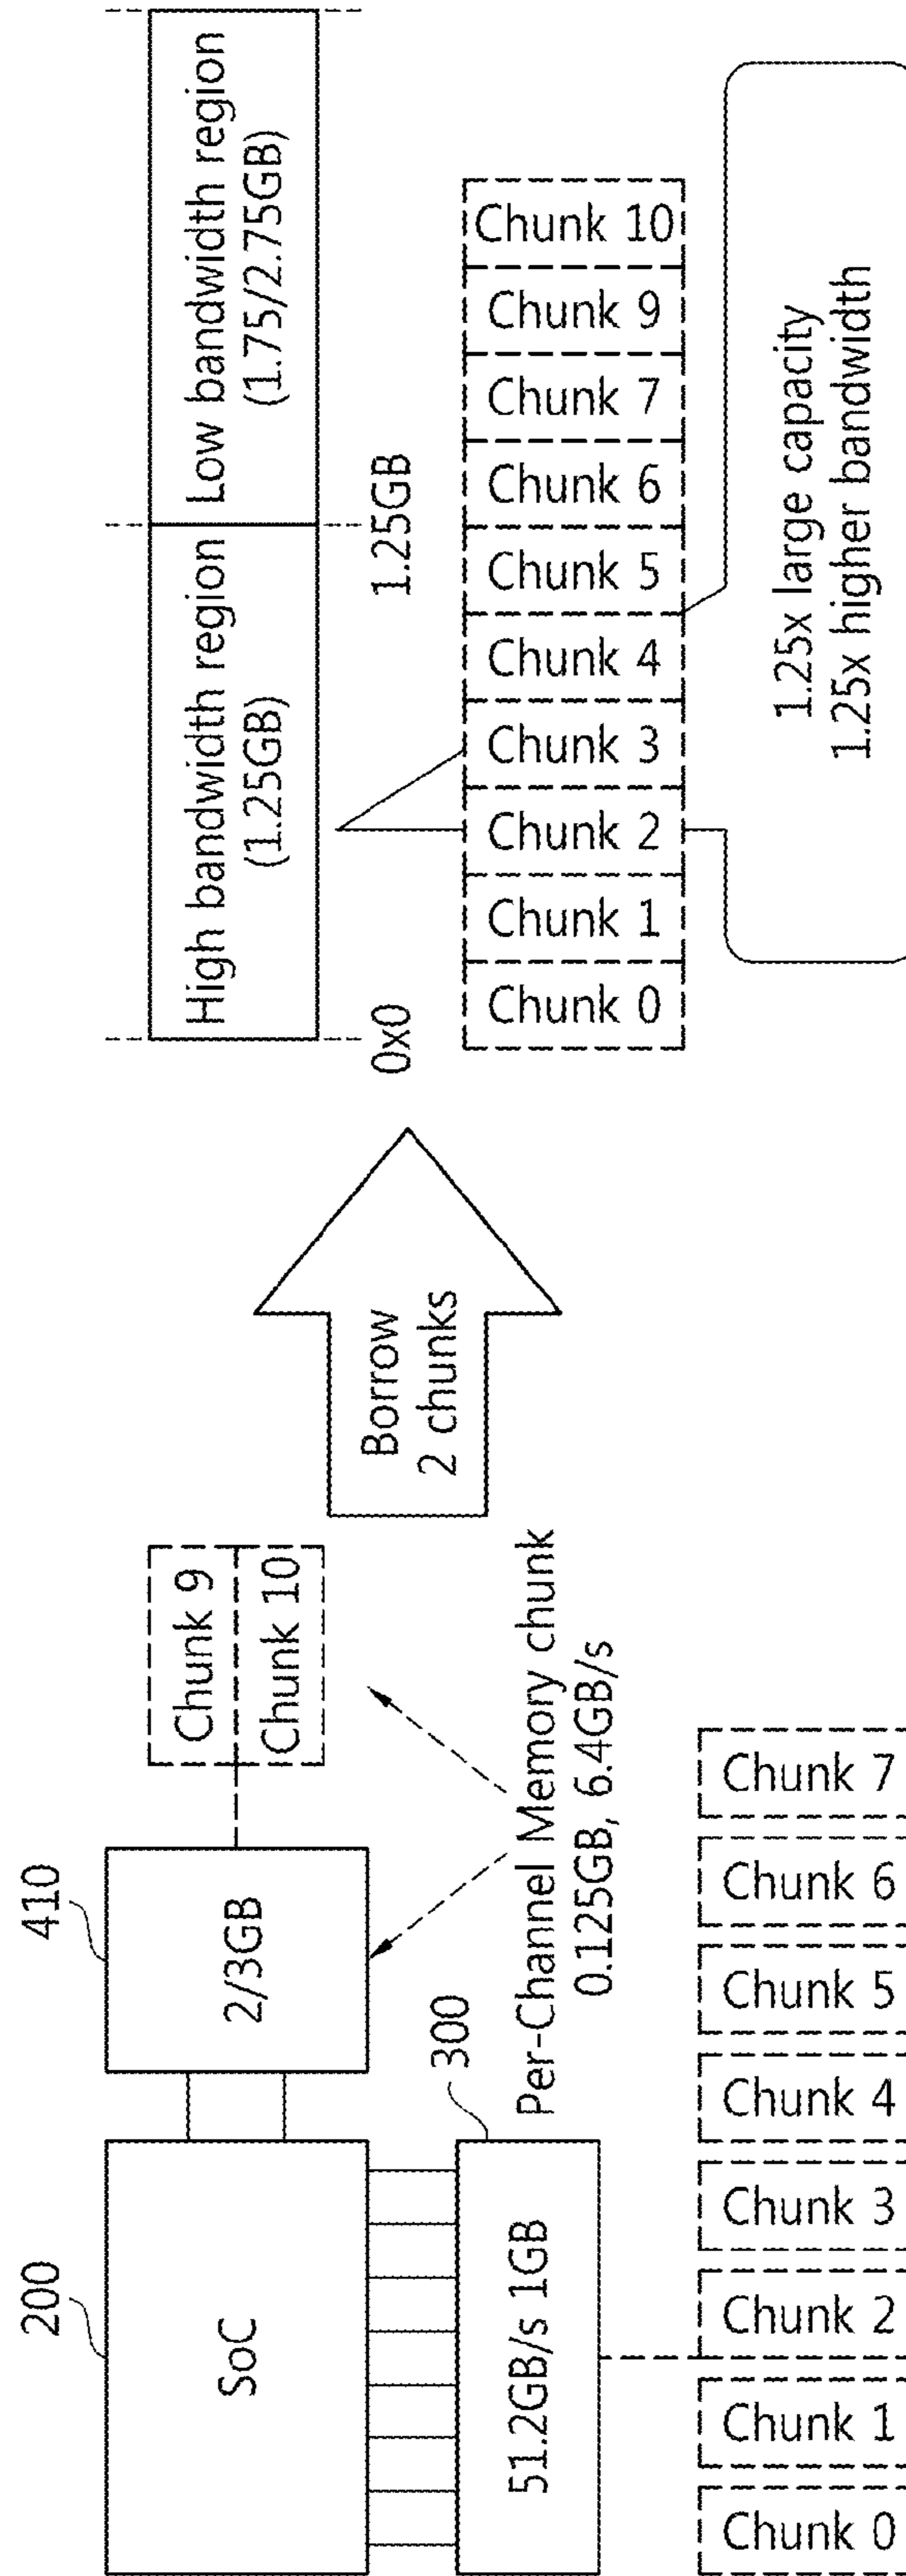 200
SoC
410
2/3GB
Chunk 9
Chunk 10
300
51.2GB/s 1GB
Per-Channel Memory chunk
0.125GB, 6.4GB/s
Chunk 0
Chunk 1
Chunk 2
Chunk 3
Chunk 4
Chunk 5
Chunk 6
Chunk 7
Borrow
2 chunks
High bandwidth region
(1.25GB)
Low bandwidth region
(1.75/2.75GB)
0x0
1.25GB
Chunk 0
Chunk 1
Chunk 2
Chunk 3
Chunk 4
Chunk 5
Chunk 6
Chunk 7
Chunk 9
Chunk 10
1.25x large capacity
1.25x higher bandwidth